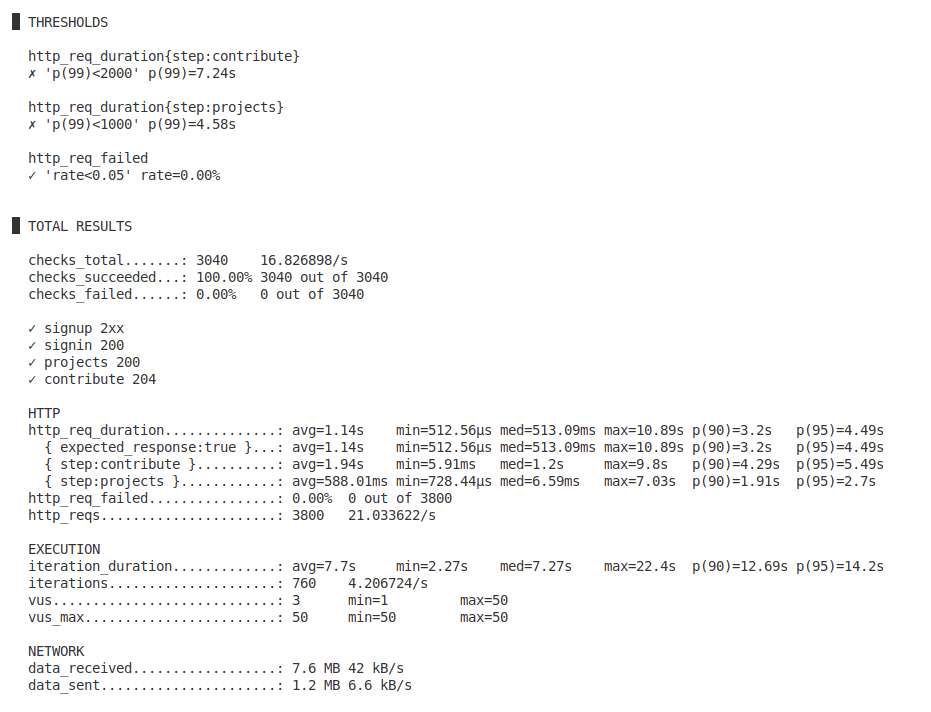 █ THRESHOLDS
http_req_duration{step:contribute}
✗ 'p(99)<2000' p(99)=7.24s
http_req_duration{step:projects}
✗ 'p(99)<1000' p(99)=4.58s
http_req_failed
✓ 'rate<0.05' rate=0.00%
█ TOTAL RESULTS
checks_total.......: 3040    16.826898/s
checks_succeeded...: 100.00% 3040 out of 3040
checks_failed......: 0.00%   0 out of 3040
✓ signup 2xx
✓ signin 200
✓ projects 200
✓ contribute 204
HTTP
http_req_duration..............: avg=1.14s    min=512.56µs med=513.09ms max=10.89s p(90)=3.2s   p(95)=4.49s
  { expected_response:true }...: avg=1.14s    min=512.56µs med=513.09ms max=10.89s p(90)=3.2s   p(95)=4.49s
  { step:contribute }..........: avg=1.94s    min=5.91ms   med=1.2s     max=9.8s   p(90)=4.29s  p(95)=5.49s
  { step:projects }............: avg=588.01ms min=728.44µs med=6.59ms   max=7.03s  p(90)=1.91s  p(95)=2.7s
http_req_failed................: 0.00%  0 out of 3800
http_reqs......................: 3800   21.033622/s
EXECUTION
iteration_duration.............: avg=7.7s     min=2.27s    med=7.27s    max=22.4s  p(90)=12.69s p(95)=14.2s
iterations.....................: 760    4.206724/s
vus............................: 3      min=1         max=50
vus_max........................: 50     min=50        max=50
NETWORK
data_received..................: 7.6 MB 42 kB/s
data_sent......................: 1.2 MB 6.6 kB/s